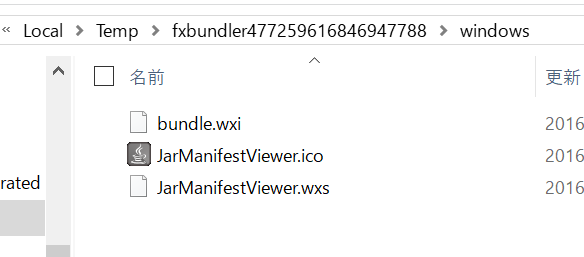 « Local > Temp > fxbundler477259616846947788 > windows
名前 更新
bundle.wxi 2016
JarManifestViewer.ico 2016
rated
JarManifestViewer.wxs 2016